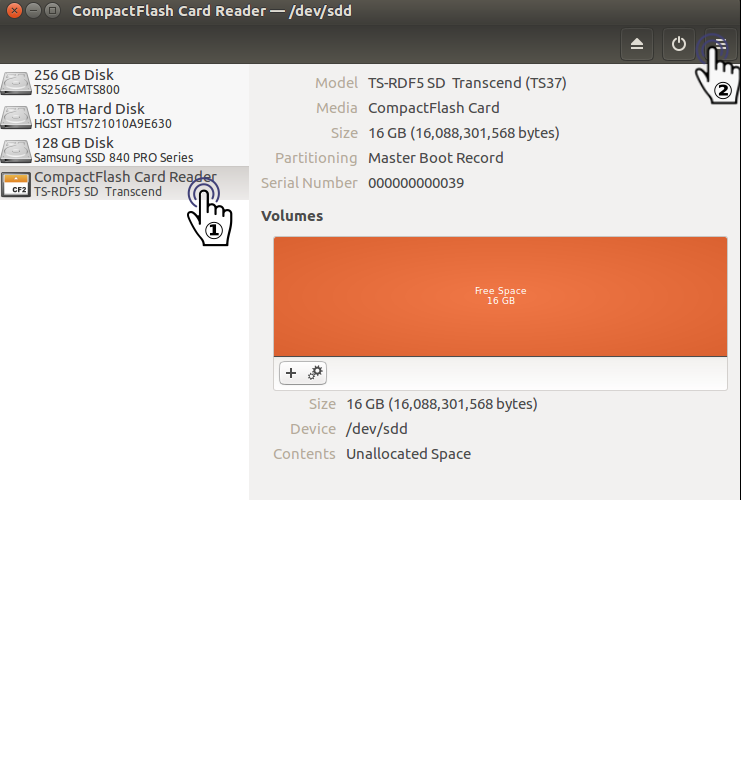 CompactFlash Card Reader — /dev/sdd
256 GB Disk
TS256GMTS800
1.0 TB Hard Disk
HGST HTS721010A9E630
128 GB Disk
Samsung SSD 840 PRO Series
CF2
CompactFlash Card Reader
TS-RDF5 SD  Transcend
①
②
Model TS-RDF5 SD  Transcend (TS37)
Media CompactFlash Card
Size 16 GB (16,088,301,568 bytes)
Partitioning Master Boot Record
Serial Number 000000000039
Volumes
Free Space
16 GB
Size 16 GB (16,088,301,568 bytes)
Device /dev/sdd
Contents Unallocated Space